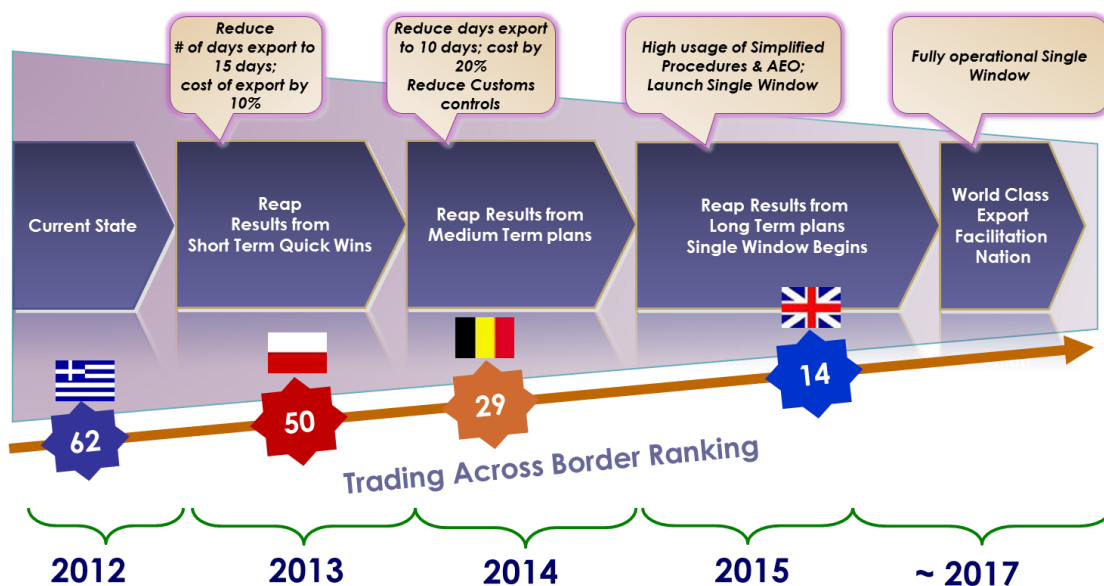 Reduce
# of days export to
15 days;
cost of export by
10%
Reduce days export
to 10 days; cost by
20%
Reduce Customs
controls
High usage of Simplified
Procedures & AEO;
Launch Single Window
Fully operational Single
Window
Current State
Reap
Results from
Short Term Quick Wins
Reap Results from
Medium Term plans
Reap Results from
Long Term plans
Single Window Begins
World Class
Export
Facilitation
Nation
62
50
29
14
Trading Across Border Ranking
2012
2013
2014
2015
~ 2017